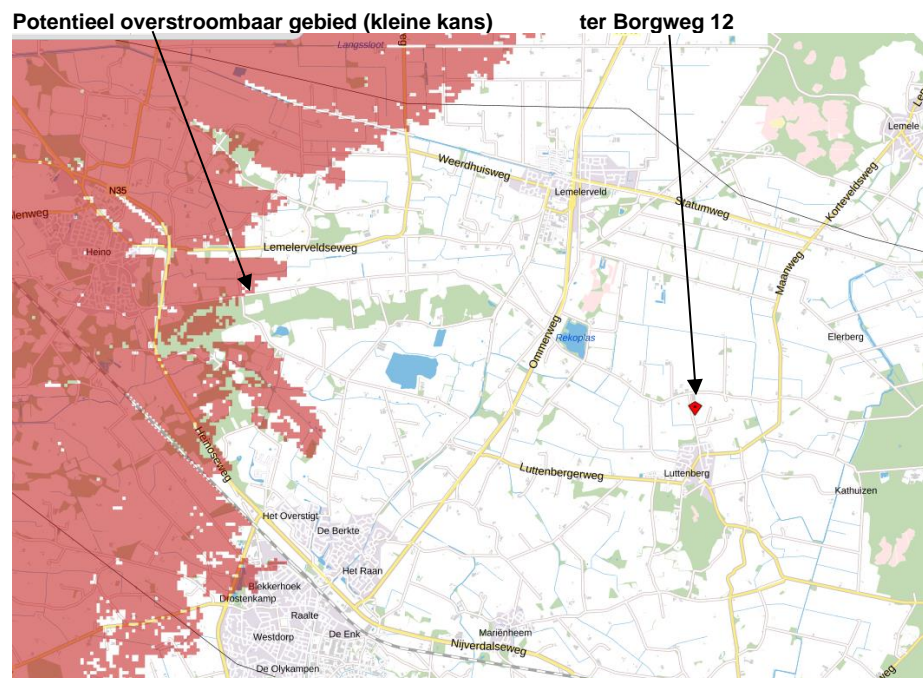 Potentieel overstroombaar gebied (kleine kans)
ter Borgweg 12
Langssloot
Lemele
Weerdhuisweg
Lemelerveld
N35
Statumweg
Korteveldsweg
Heino
Lemelerveldseweg
Maanweg
Ommerweg
Rekoplas
Elerberg
Heinoseweg
Luttenbergerweg
Luttenberg
Kathuizen
Het Overstigt
De Berkte
Het Raan
Blekkerhoek
Drostenkamp
Raalte
Westdorp
De Enk
Mariënheem
Nijverdalseweg
De Olykampen